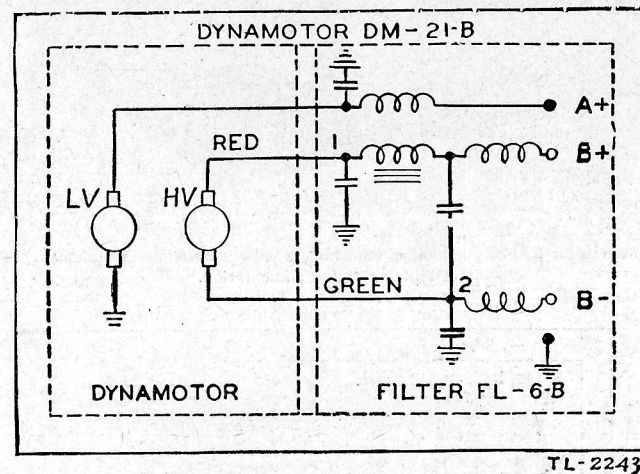 DYNAMOTOR DM-21-B
A+
RED
1
B+
LV
HV
GREEN
2
B-
DYNAMOTOR
FILTER FL-6-B
TL-2243